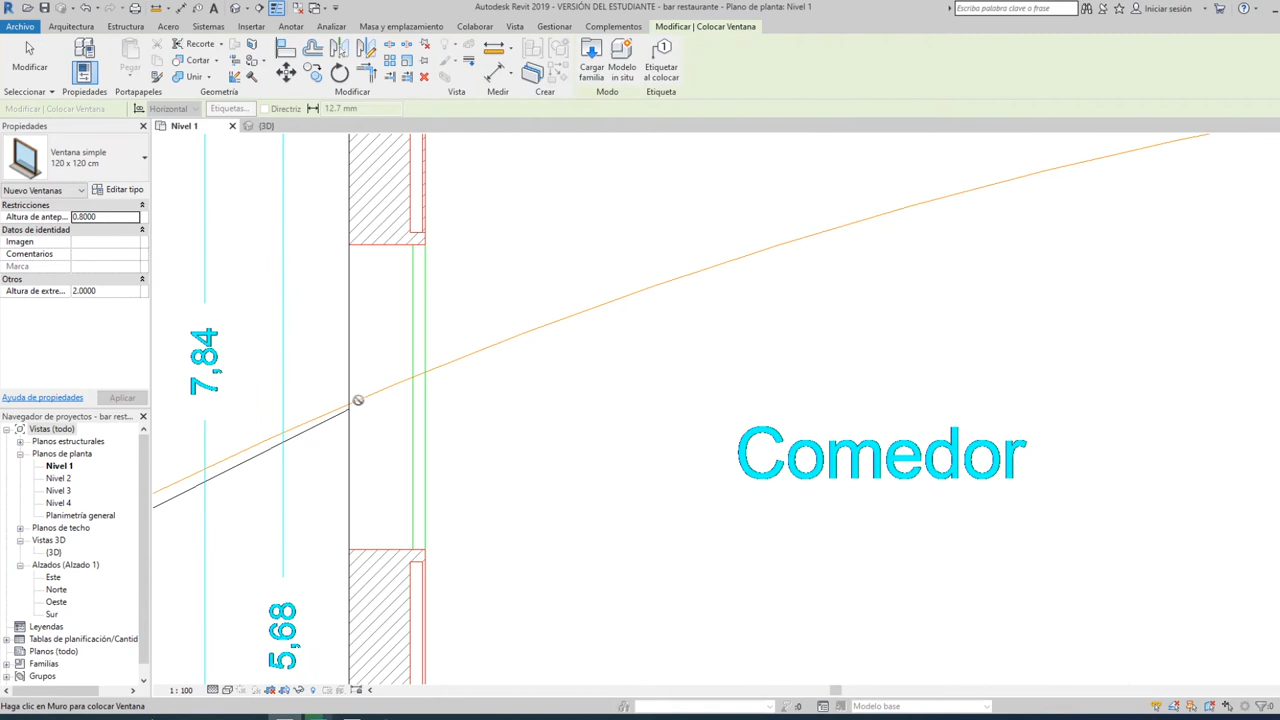 Autodesk Revit 2019 - VERSIÓN DEL ESTUDIANTE - bar restaurante - Plano de planta: Nivel 1
Escriba palabra clave o frase
Iniciar sesión
Archivo
Arquitectura
Estructura
Acero
Sistemas
Insertar
Anotar
Analizar
Masa y emplazamiento
Colaborar
Vista
Gestionar
Complementos
Modificar | Colocar Ventana
Modificar
Pegar
Recorte
Cortar
Unir
Cargar familia
Modelo in situ
Etiquetar al colocar
Seleccionar
Propiedades
Portapapeles
Geometría
Modificar
Vista
Medir
Crear
Modo
Etiqueta
Modificar | Colocar Ventana
Horizontal
Etiquetas...
Directriz
12.7 mm
Propiedades
Nivel 1
{3D}
Ventana simple
120 x 120 cm
Nuevo Ventanas
Editar tipo
Restricciones
Altura de antep... 0.8000
Datos de identidad
Imagen
Comentarios
Marca
Otros
Altura de extre... 2.0000
7,84
5,68
Comedor
Ayuda de propiedades
Aplicar
Navegador de proyectos - bar rest...
Vistas (todo)
Planos estructurales
Planos de planta
Nivel 1
Nivel 2
Nivel 3
Nivel 4
Planimetría general
Planos de techo
Vistas 3D
{3D}
Alzados (Alzado 1)
Este
Norte
Oeste
Sur
Leyendas
Tablas de planificación/Cantid
Planos (todo)
Familias
Grupos
1 : 100
Haga clic en Muro para colocar Ventana
:0
Modelo base
:0